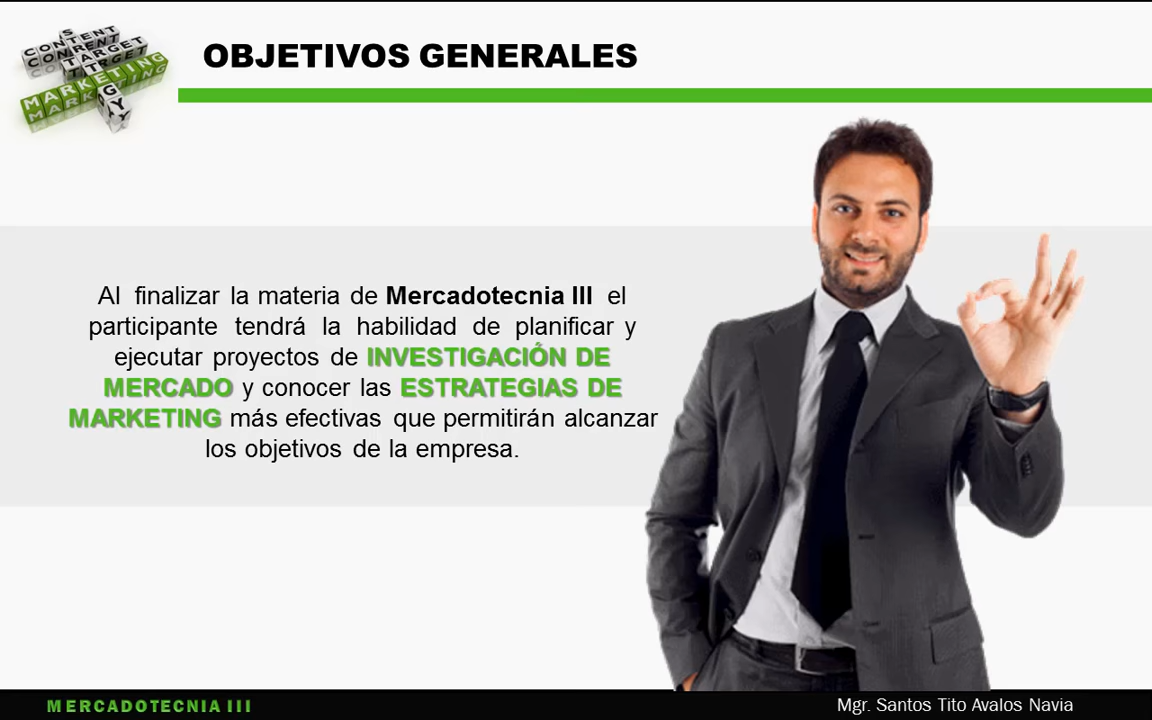 CONTENT
TARGET
STRATEGY
MARKETING
OBJETIVOS GENERALES
Al finalizar la materia de Mercadotecnia III el
participante tendrá la habilidad de planificar y
ejecutar proyectos de INVESTIGACIÓN DE
MERCADO y conocer las ESTRATEGIAS DE
MARKETING más efectivas que permitirán alcanzar
los objetivos de la empresa.
MERCADOTECNIA III
Mgr. Santos Tito Avalos Navia